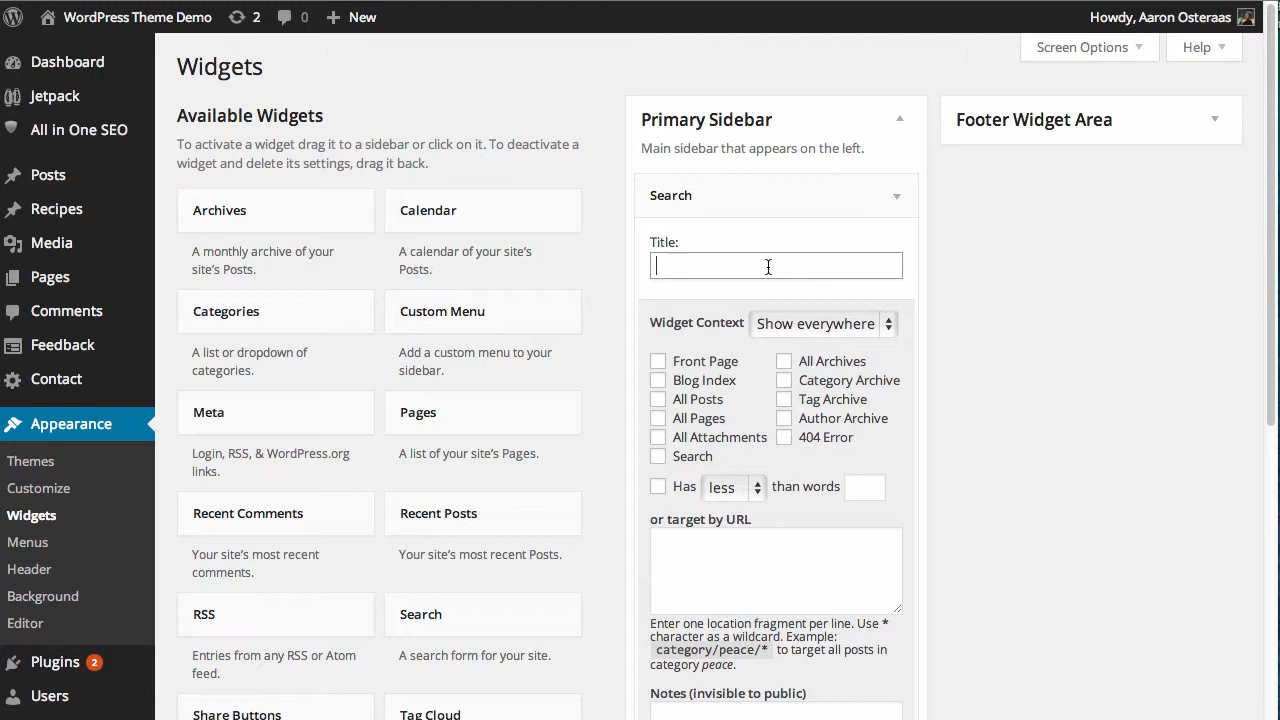 WordPress Theme Demo 2 0 New Howdy, Aaron Osteraas
Dashboard
Jetpack
All in One SEO
Posts
Recipes
Media
Pages
Comments
Feedback
Contact
Appearance
Themes
Customize
Widgets
Menus
Header
Background
Editor
Plugins 2
Users
Screen Options Help
Widgets
Available Widgets
To activate a widget drag it to a sidebar or click on it. To deactivate a
widget and delete its settings, drag it back.
Archives
A monthly archive of your
site's Posts.
Calendar
A calendar of your site's
Posts.
Categories
A list or dropdown of
categories.
Custom Menu
Add a custom menu to your
sidebar.
Meta
Login, RSS, & WordPress.org
links.
Pages
A list of your site's Pages.
Recent Comments
Your site's most recent
comments.
Recent Posts
Your site's most recent Posts.
RSS
Entries from any RSS or Atom
feed.
Search
A search form for your site.
Share Buttons
Tag Cloud
Primary Sidebar
Main sidebar that appears on the left.
Search
Title:
Widget Context Show everywhere
Front Page All Archives
Blog Index Category Archive
All Posts Tag Archive
All Pages Author Archive
All Attachments 404 Error
Search
Has less than words
or target by URL
Enter one location fragment per line. Use *
character as a wildcard. Example:
category/peace/* to target all posts in
category peace.
Notes (invisible to public)
Footer Widget Area